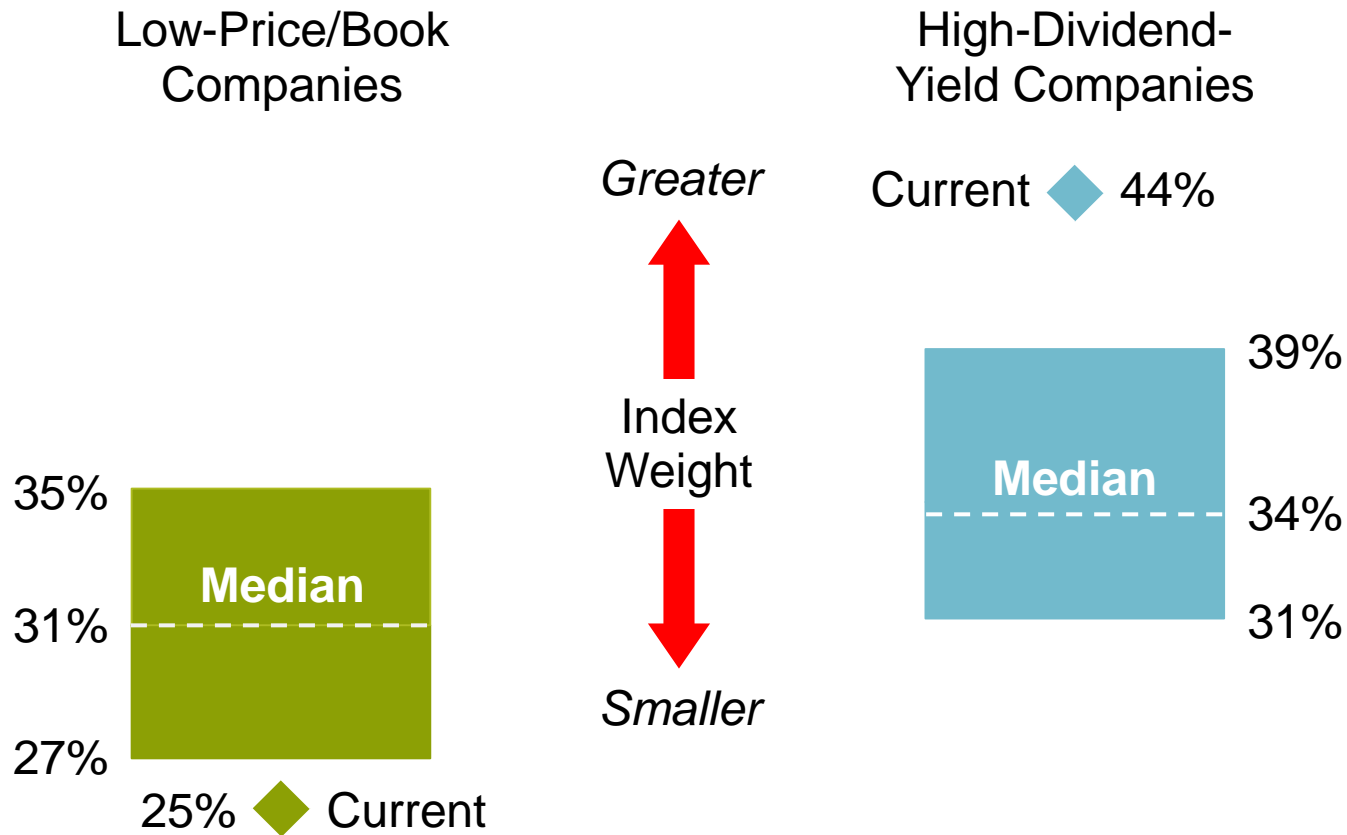 Low-Price/Book
Companies
35%
Median
31%
27%
25%
Current
Greater
Index
Weight
Smaller
High-Dividend-
Yield Companies
Current
44%
39%
Median
34%
31%